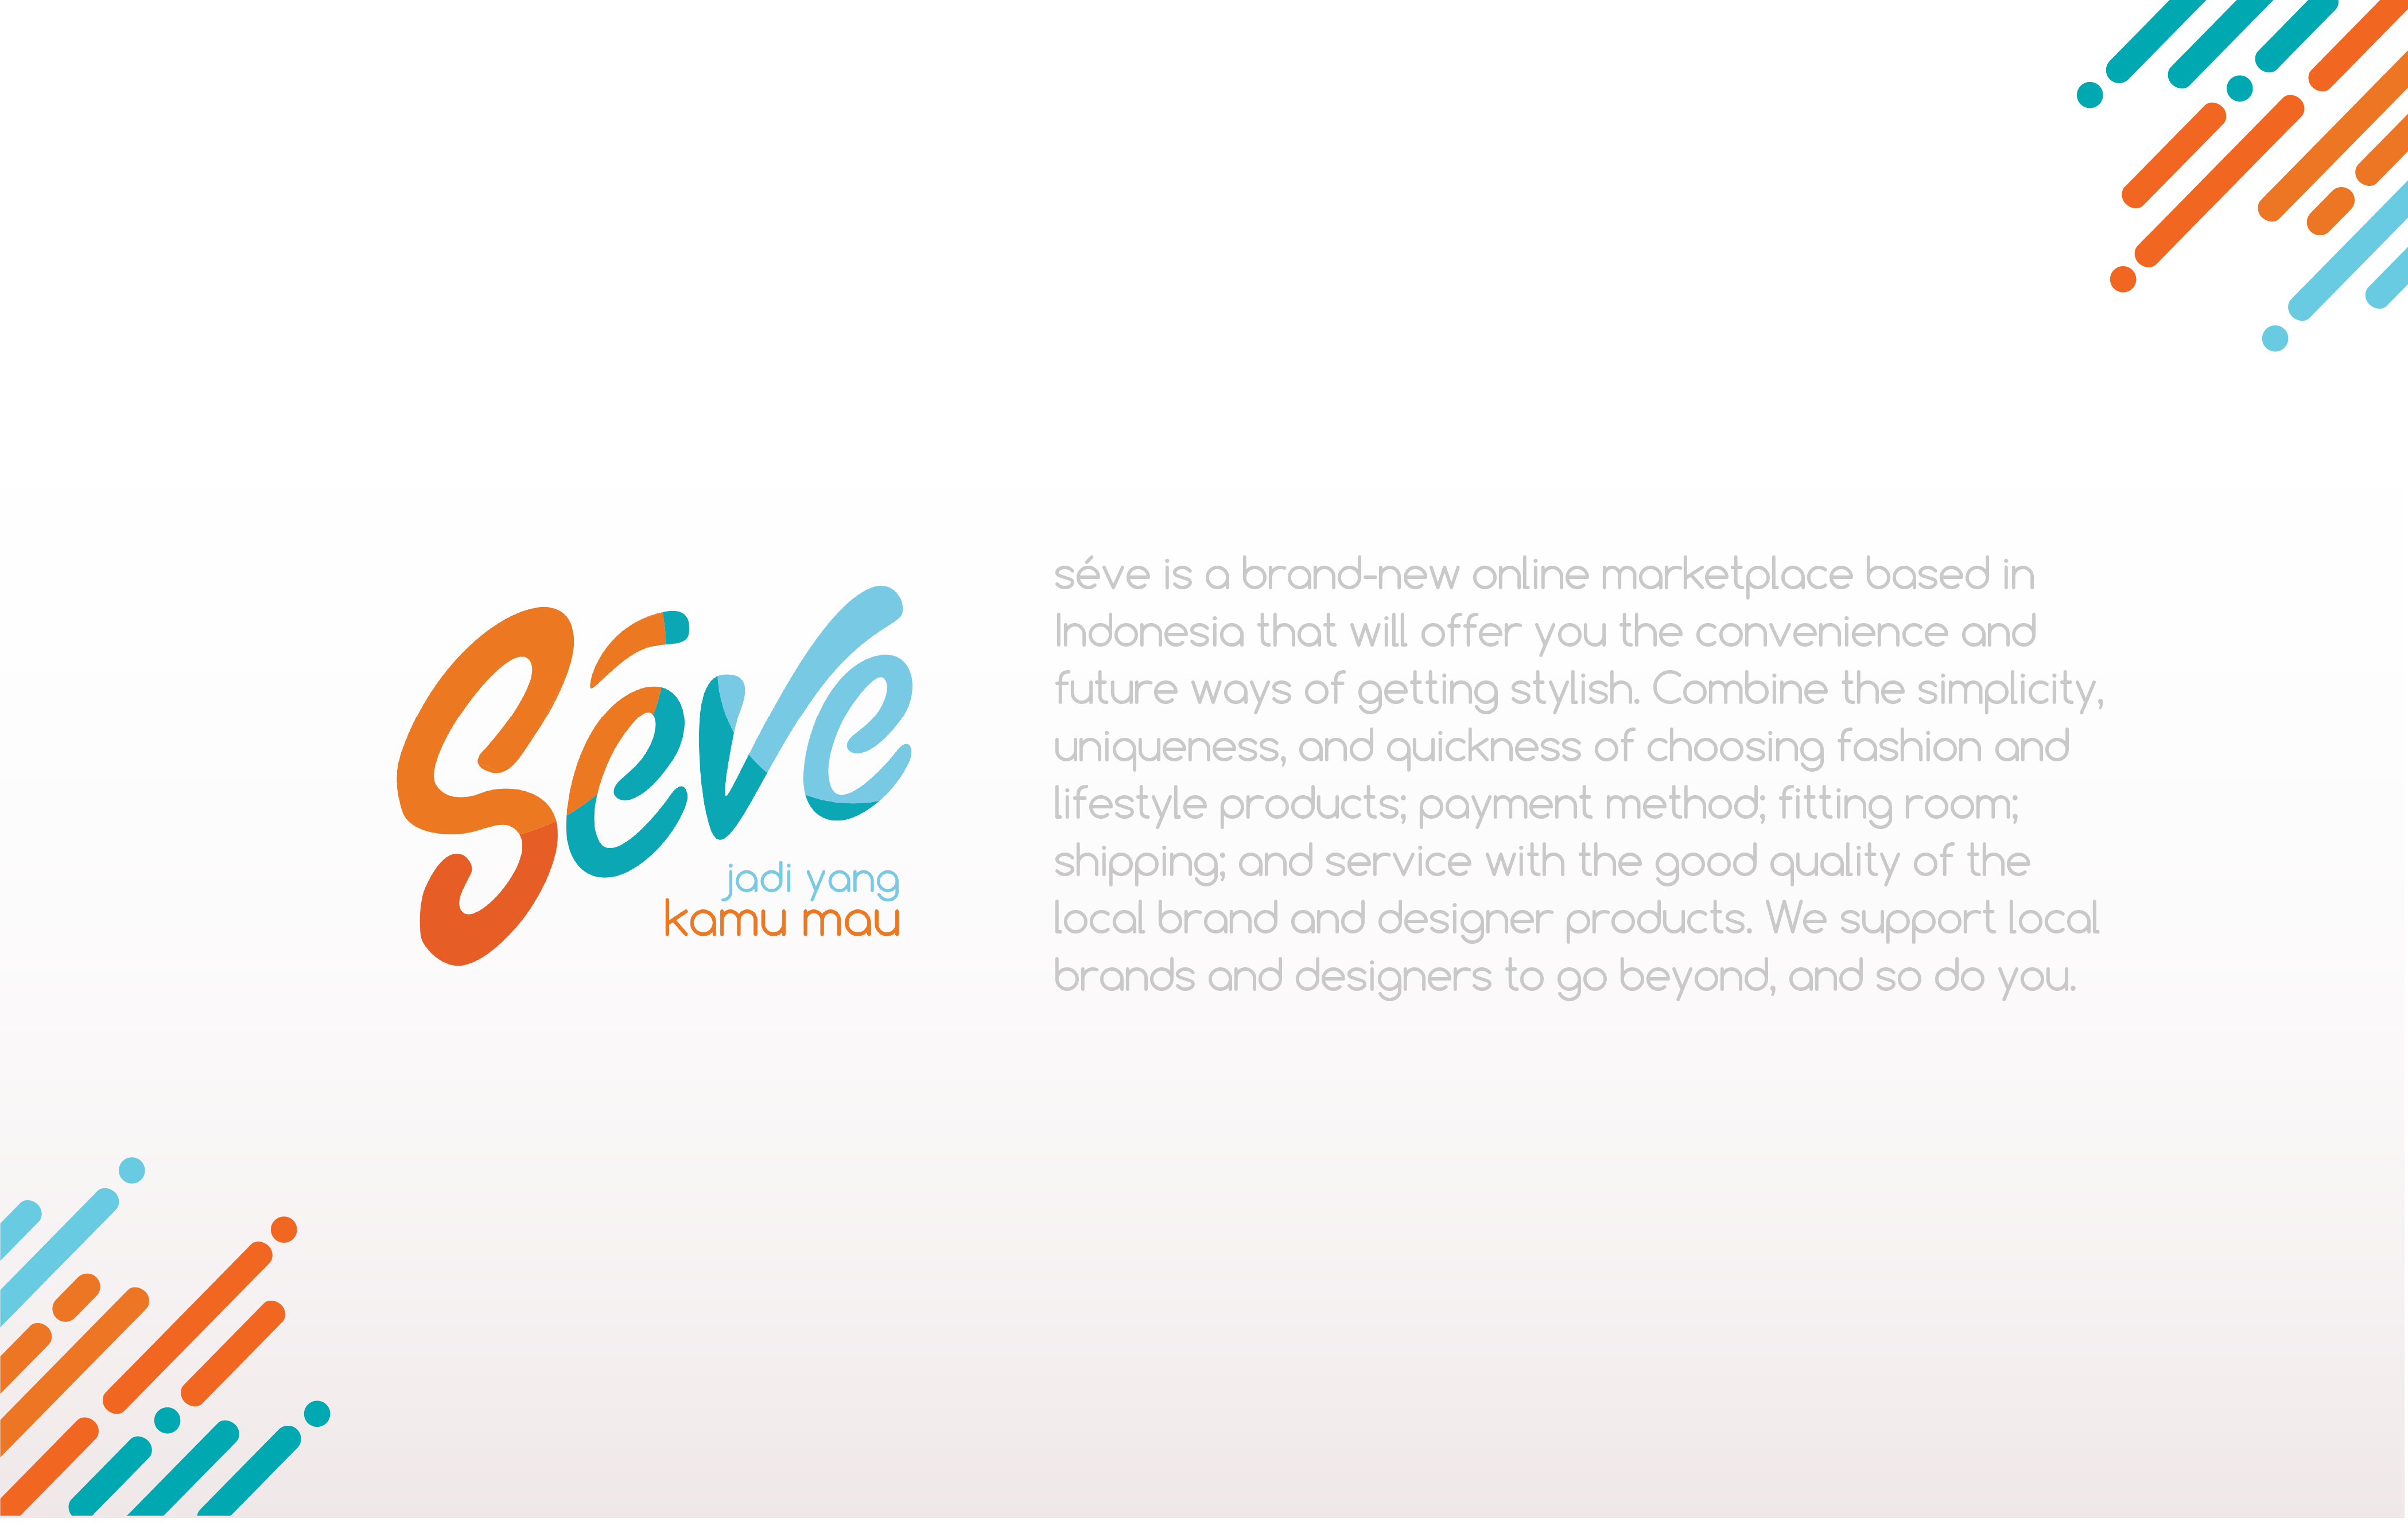 Séve
jadi yang
kamu mau
séve is a brand-new online marketplace based in
Indonesia that will offer you the convenience and
future ways of getting stylish. Combine the simplicity,
uniqueness, and quickness of choosing fashion and
lifestyle products; payment method; fitting room;
shipping; and service with the good quality of the
local brand and designer products. We support local
brands and designers to go beyond, and so do you.